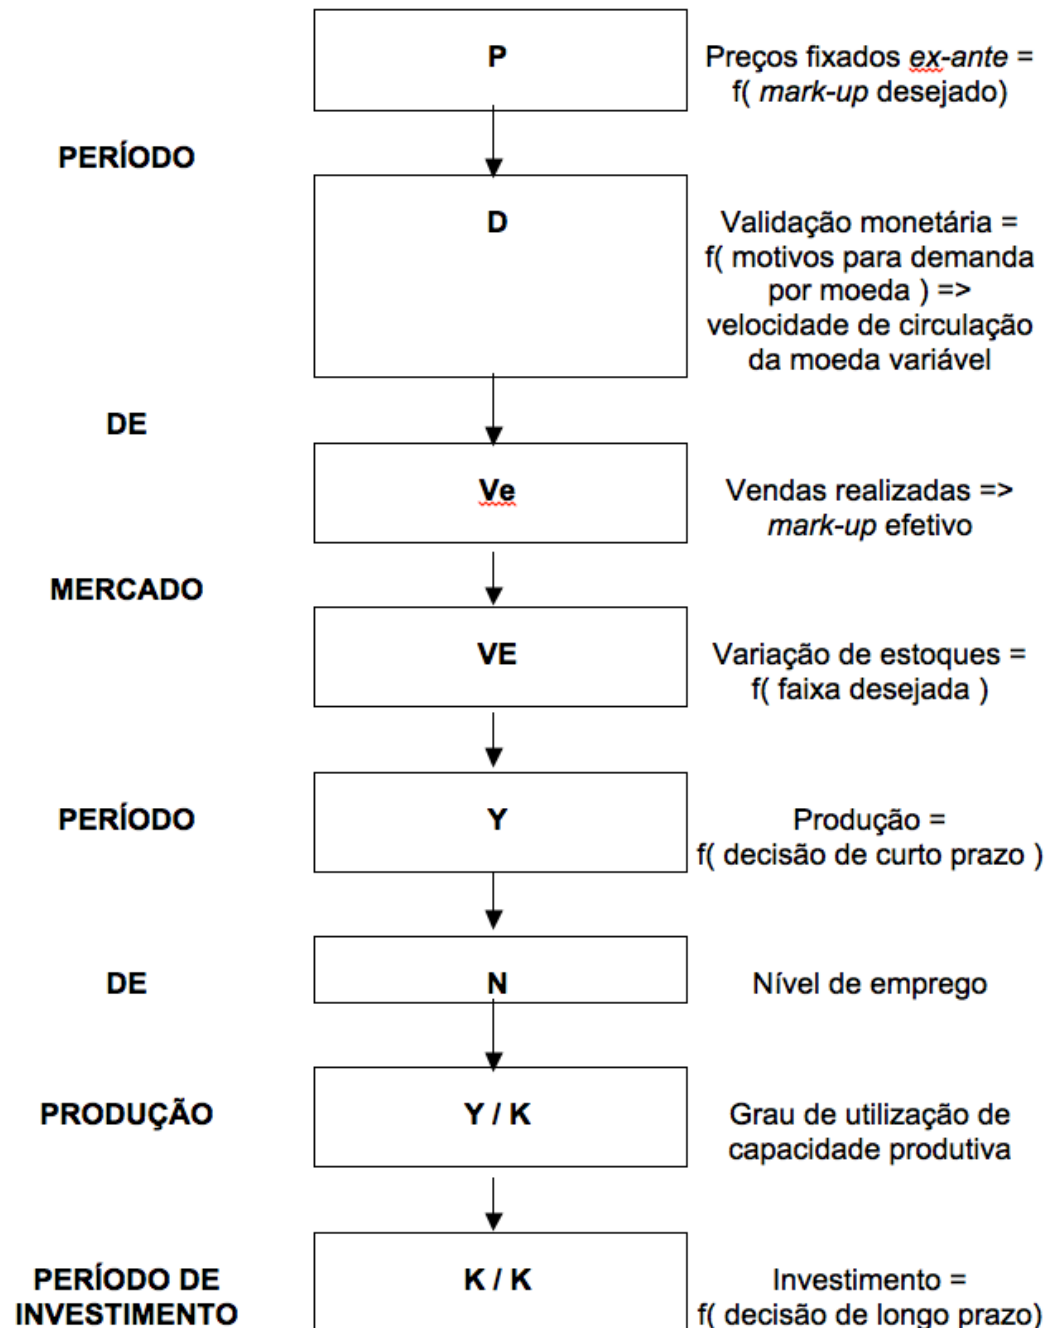 P
Preços fixados ex-ante =
f( mark-up desejado)
PERÍODO
D
Validação monetária =
f( motivos para demanda
por moeda ) =>
velocidade de circulação
da moeda variável
DE
Ve
Vendas realizadas =>
mark-up efetivo
MERCADO
VE
Variação de estoques =
f( faixa desejada )
PERÍODO
Y
Produção =
f( decisão de curto prazo )
DE
N
Nível de emprego
PRODUÇÃO
Y / K
Grau de utilização de
capacidade produtiva
PERÍODO DE
INVESTIMENTO
K / K
Investimento =
f( decisão de longo prazo)